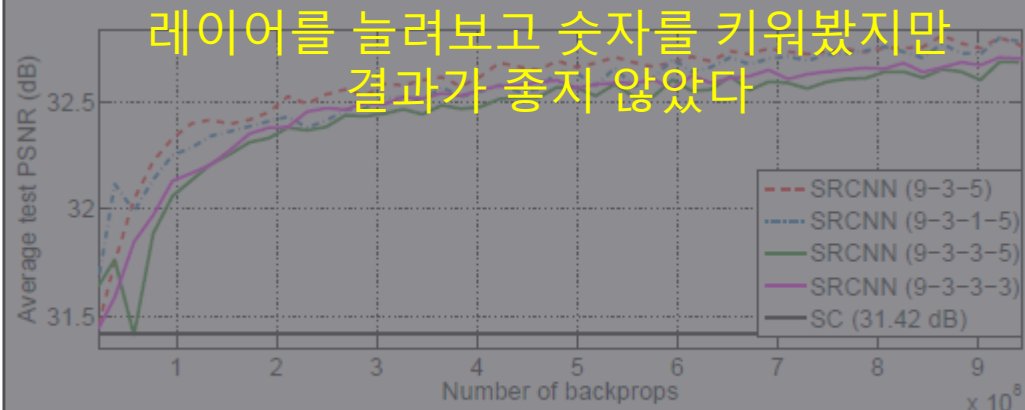 레이어를 늘려보고 숫자를 키워봤지만
결과가 좋지 않았다
Average test PSNR (dB)
32.5
32
31.5
SRCNN (9−3−5)
SRCNN (9−3−1−5)
SRCNN (9−3−3−5)
SRCNN (9−3−3−3)
SC (31.42 dB)
1 2 3 4 5 6 7 8 9
Number of backprops
x 10⁸